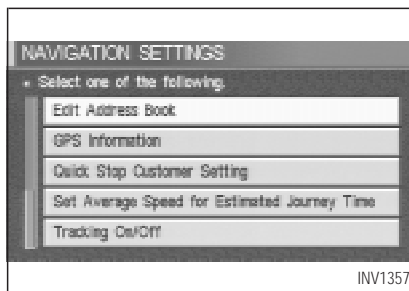 NAVIGATION SETTINGS
Select one of the following.
Edit Address Book
GPS Information
Quick Stop Customer Setting
Set Average Speed for Estimated Journey Time
Tracking On/Off
INV1357